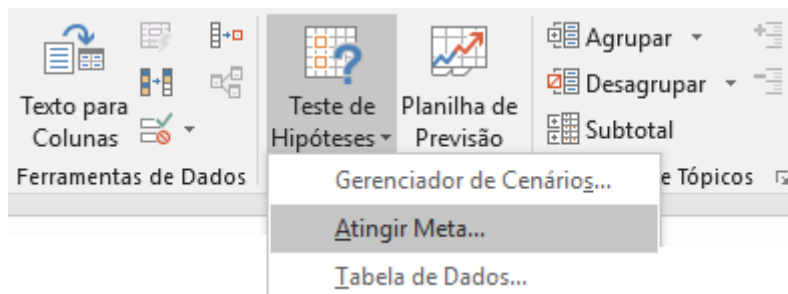 Texto para
Colunas
Teste de
Hipóteses
Planilha de
Previsão
Agrupar
Desagrupar
Subtotal
Ferramentas de Dados
e Tópicos
Gerenciador de Cenários...
Atingir Meta...
Tabela de Dados...